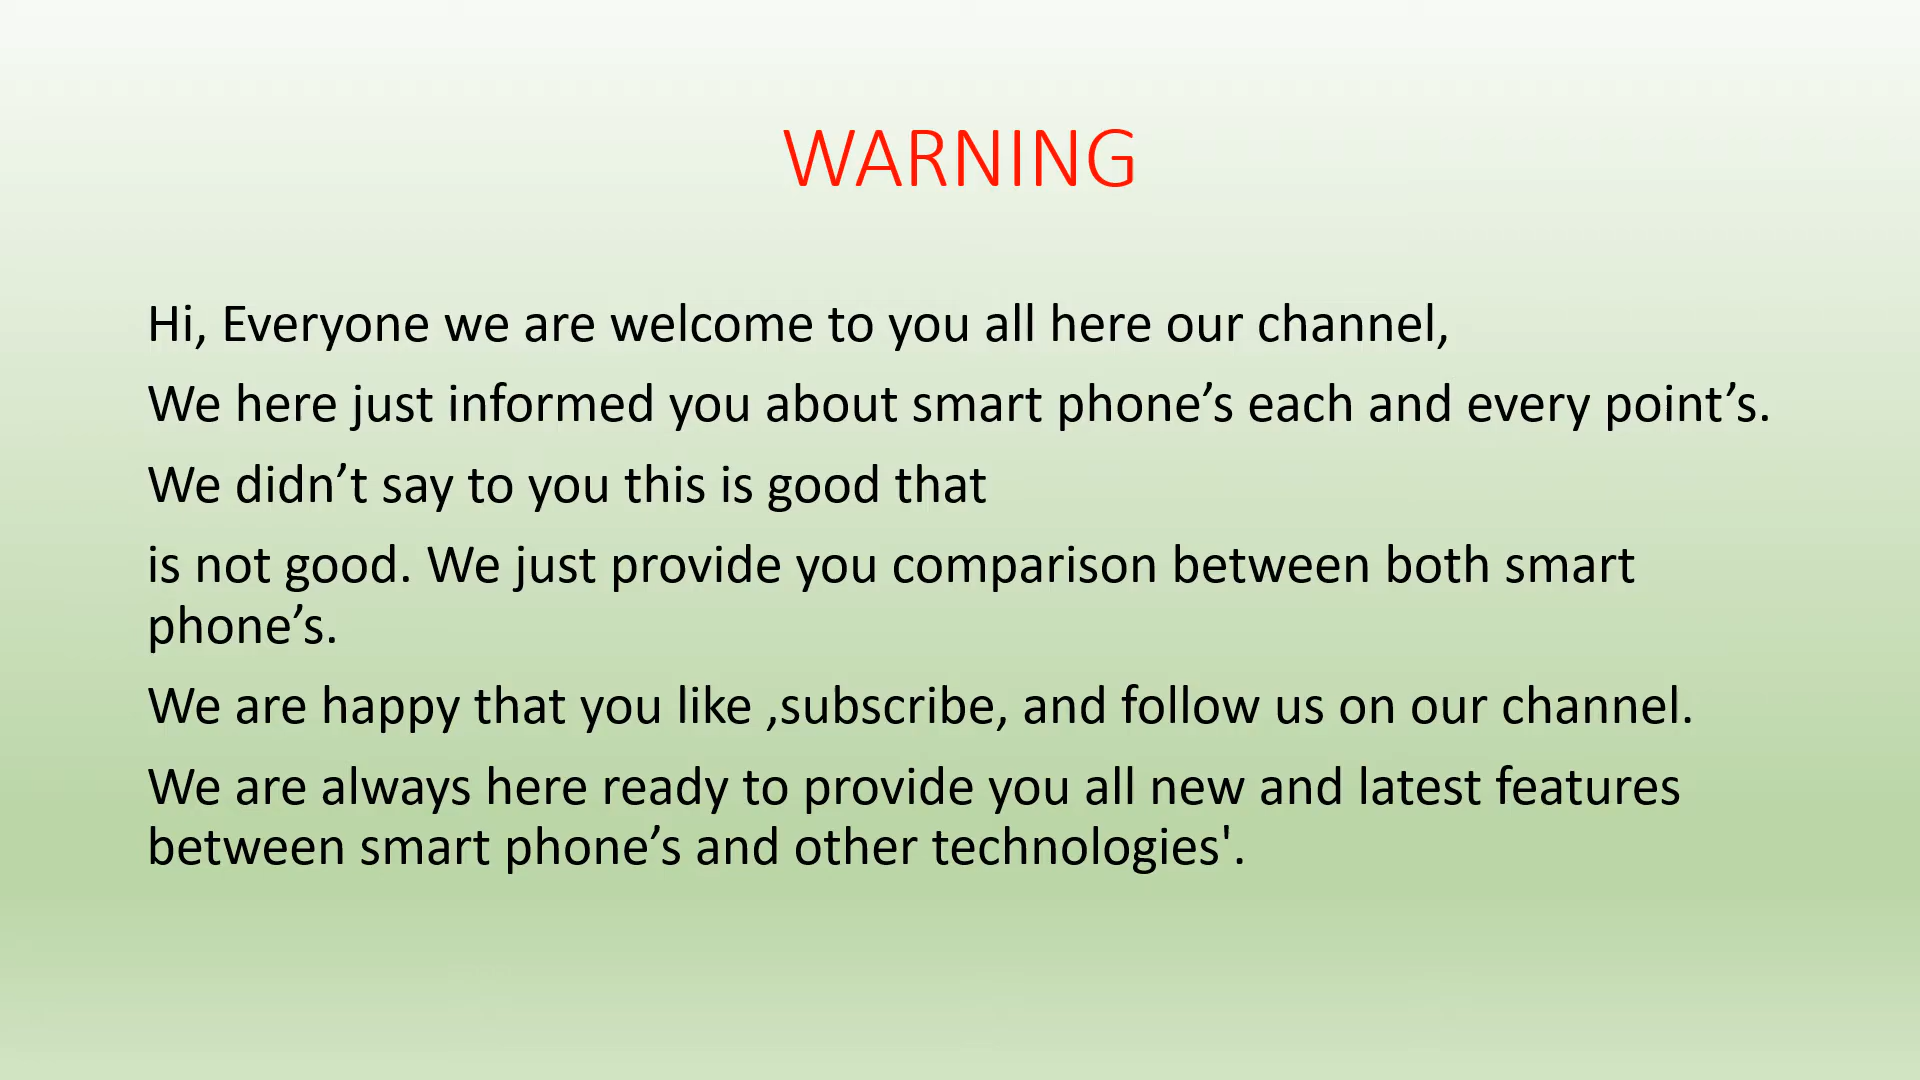 WARNING
Hi, Everyone we are welcome to you all here our channel,
We here just informed you about smart phone’s each and every point’s.
We didn’t say to you this is good that
is not good. We just provide you comparison between both smart
phone’s.
We are happy that you like ,subscribe, and follow us on our channel.
We are always here ready to provide you all new and latest features
between smart phone’s and other technologies'.